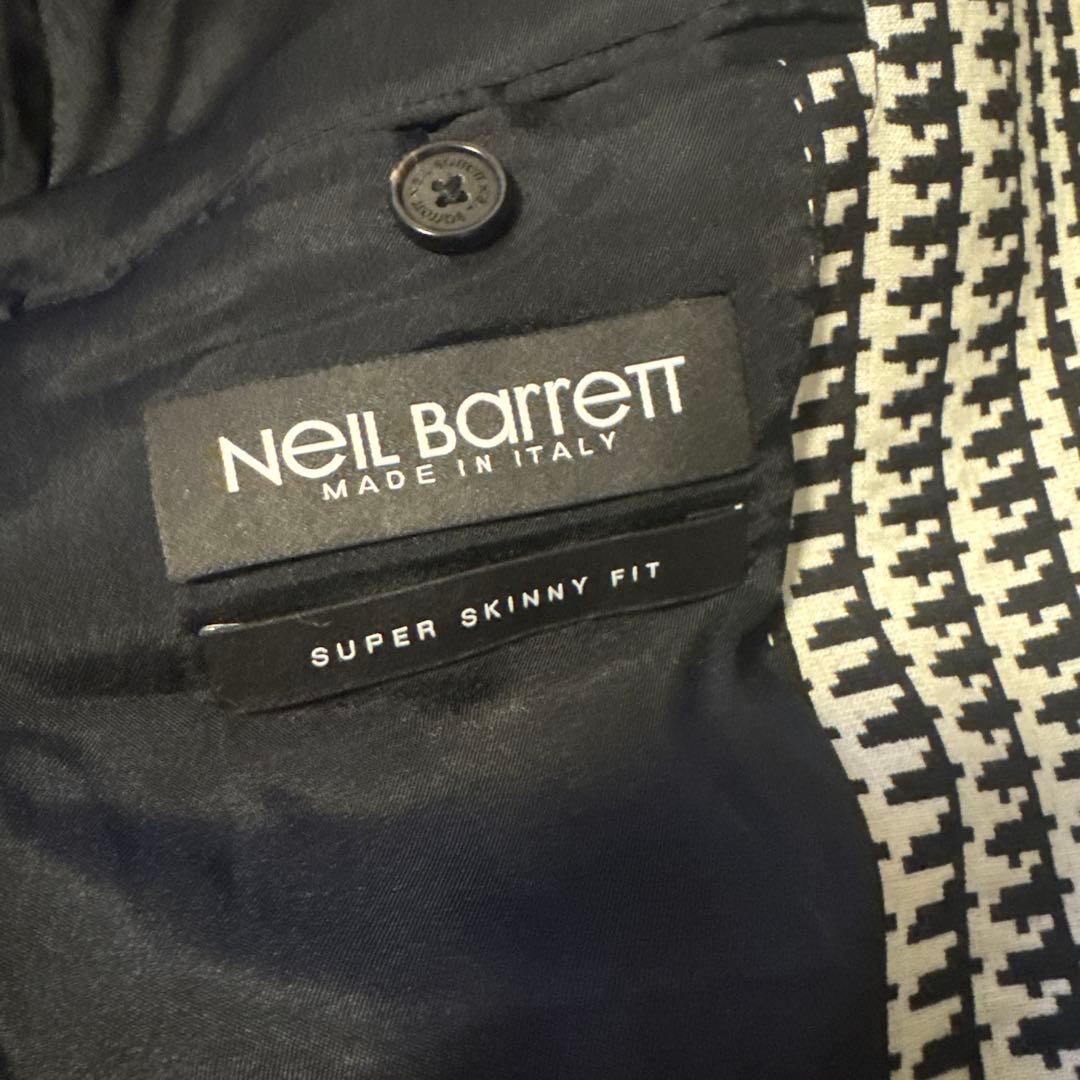 NeIL BarreTT
MADE IN ITALY
SUPER SKINNY FIT